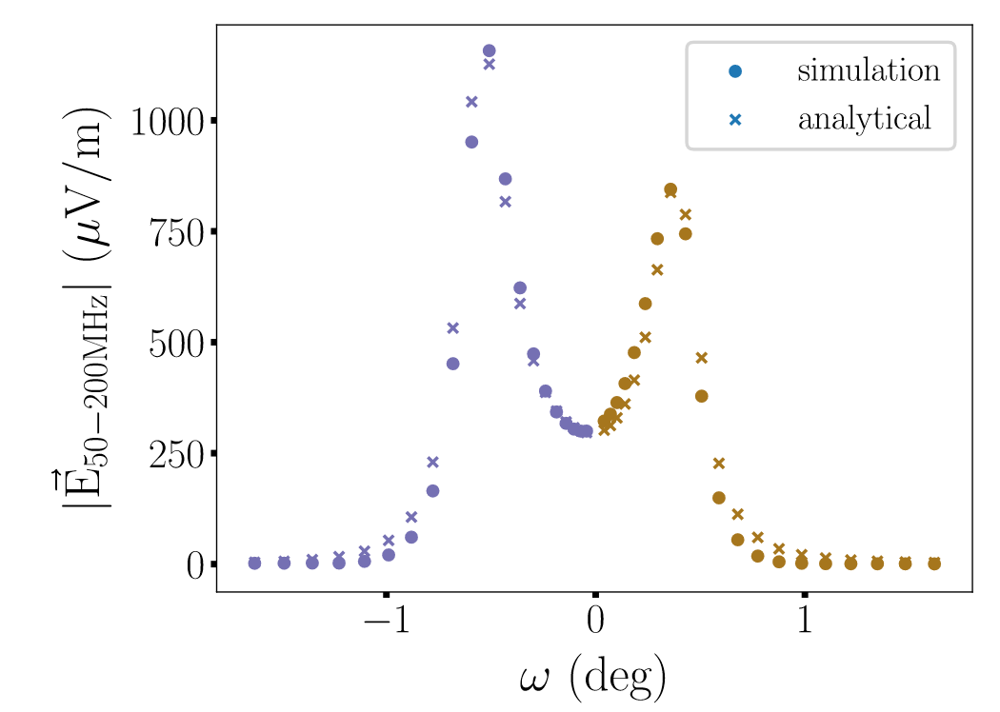 simulation
analytical
|E⃗50−200MHz| (μV/m)
1000
750
500
250
0
−1
0
1
ω (deg)